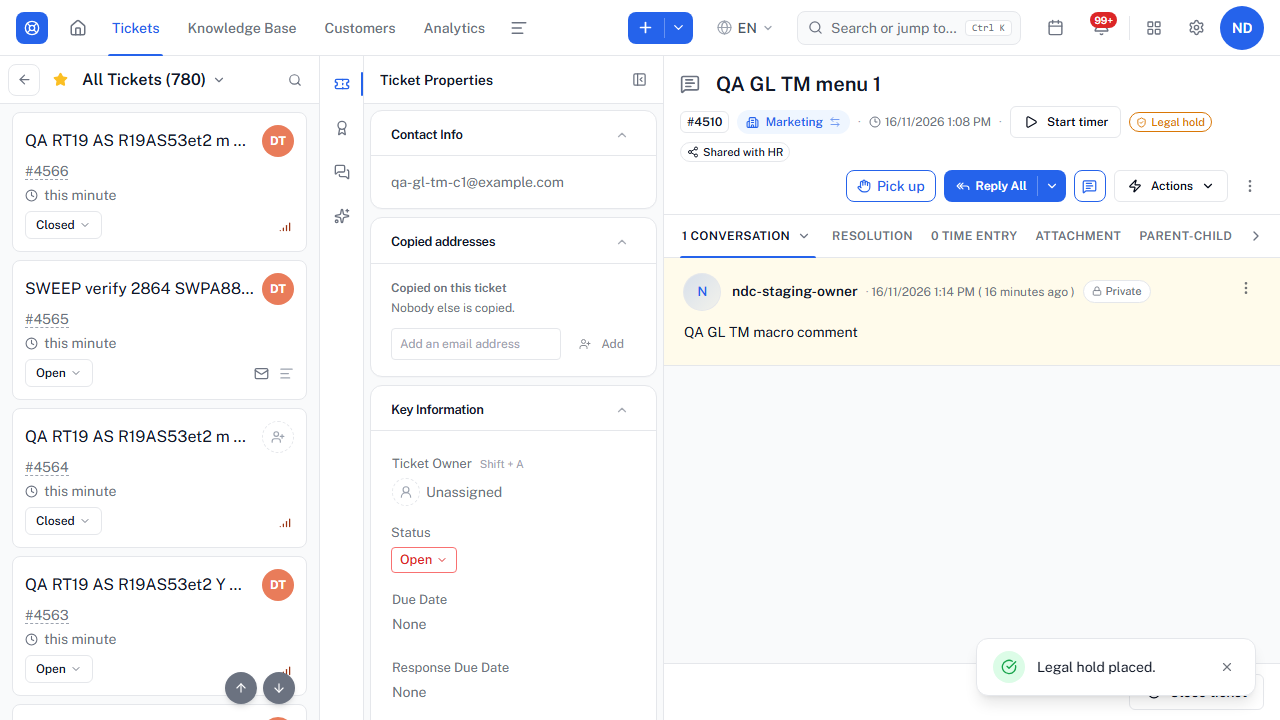 Tickets
Knowledge Base
Customers
Analytics
EN
Search or jump to...
Ctrl K
99+
ND
All Tickets (780)
QA RT19 AS R19AS53et2 m ...
DT
#4566
this minute
Closed
SWEEP verify 2864 SWPA88...
DT
#4565
this minute
Open
QA RT19 AS R19AS53et2 m ...
#4564
this minute
Closed
QA RT19 AS R19AS53et2 Y ...
DT
#4563
this minute
Open
Ticket Properties
Contact Info
qa-gl-tm-c1@example.com
Copied addresses
Copied on this ticket
Nobody else is copied.
Add an email address
Add
Key Information
Ticket Owner Shift + A
Unassigned
Status
Open
Due Date
None
Response Due Date
None
QA GL TM menu 1
#4510 Marketing · 16/11/2026 1:08 PM · Start timer Legal hold
Shared with HR
Pick up
Reply All
Actions
1 CONVERSATION
RESOLUTION
0 TIME ENTRY
ATTACHMENT
PARENT-CHILD
N
ndc-staging-owner · 16/11/2026 1:14 PM ( 16 minutes ago ) Private
QA GL TM macro comment
Legal hold placed.